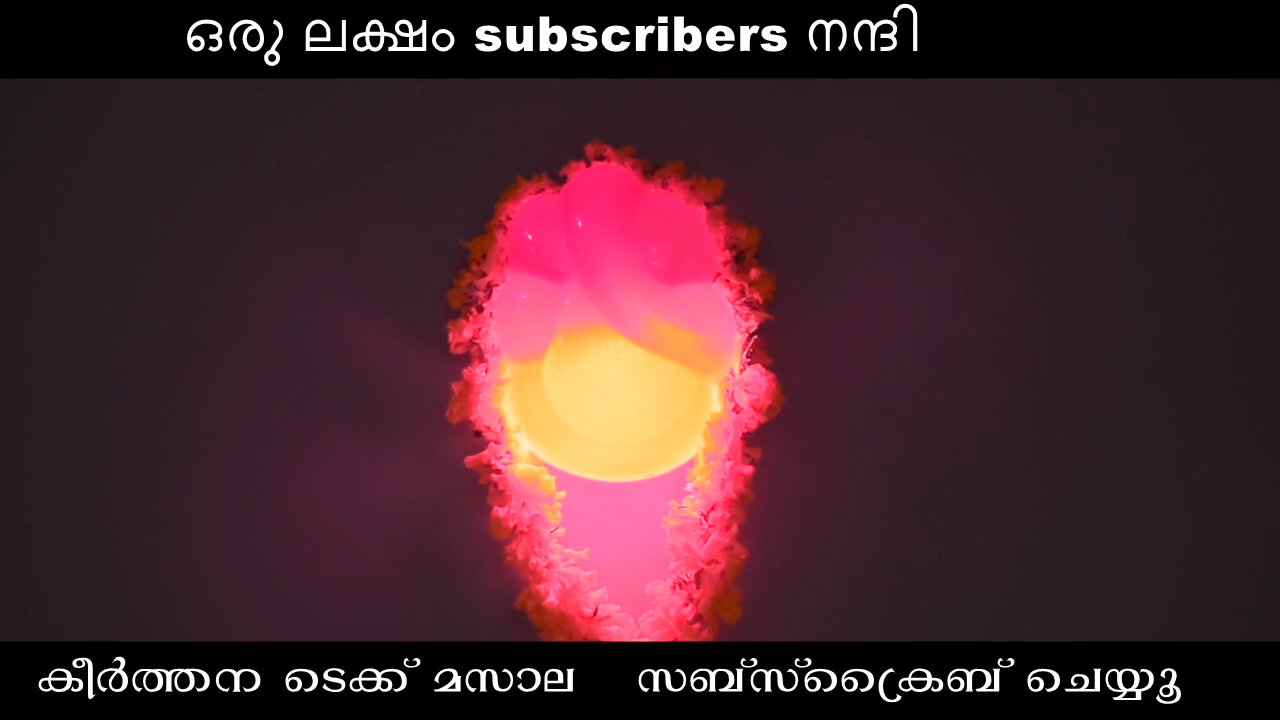 ഒരു ലക്ഷം subscribers നന്ദി
കീർത്തന ടെക്ക് മസാല സബ്സ്ക്രൈബ് ചെയ്യൂ